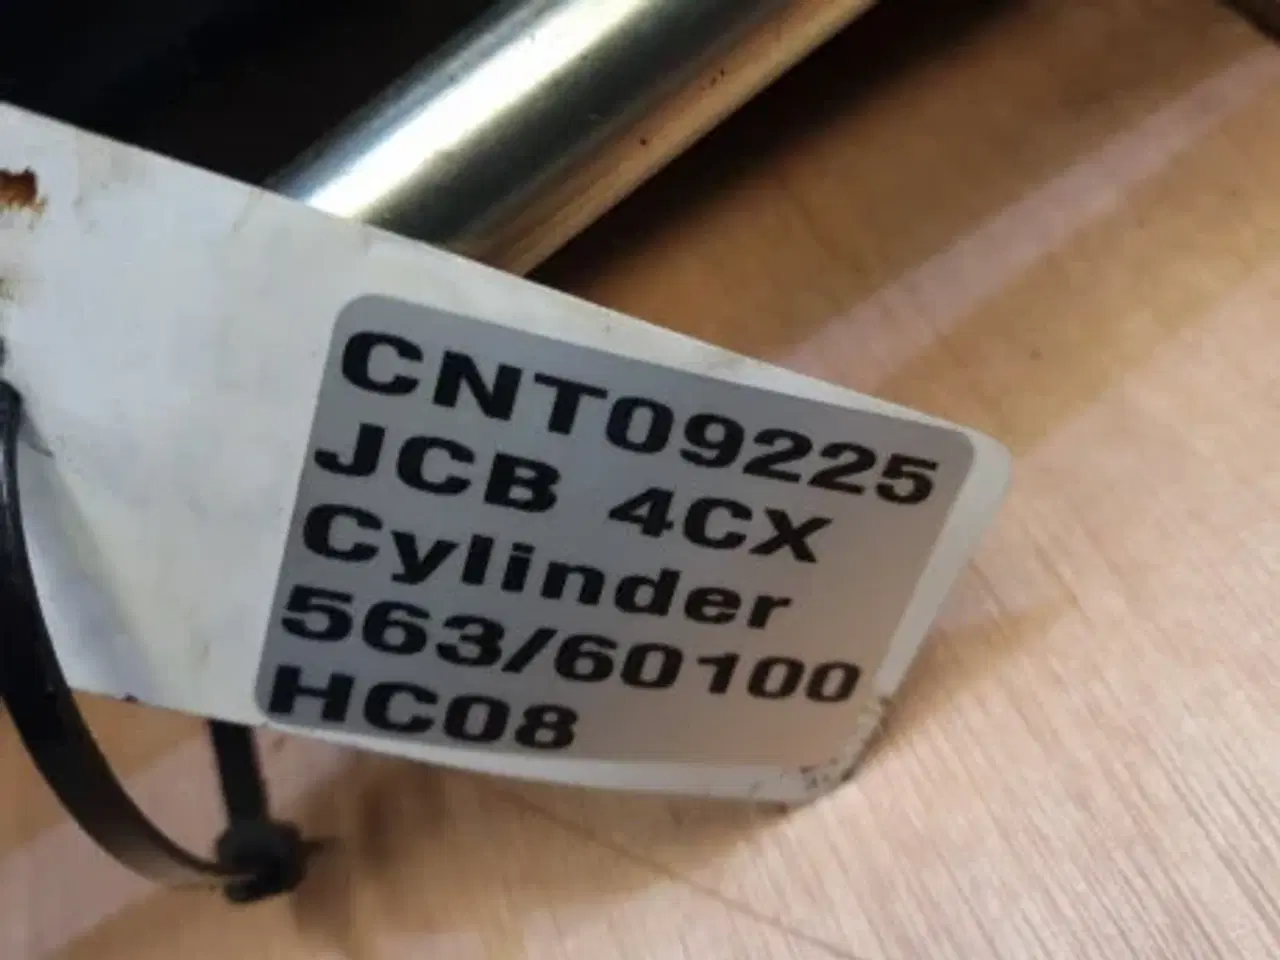 CNT09225
JCB 4CX
Cylinder
563/60100
HC08